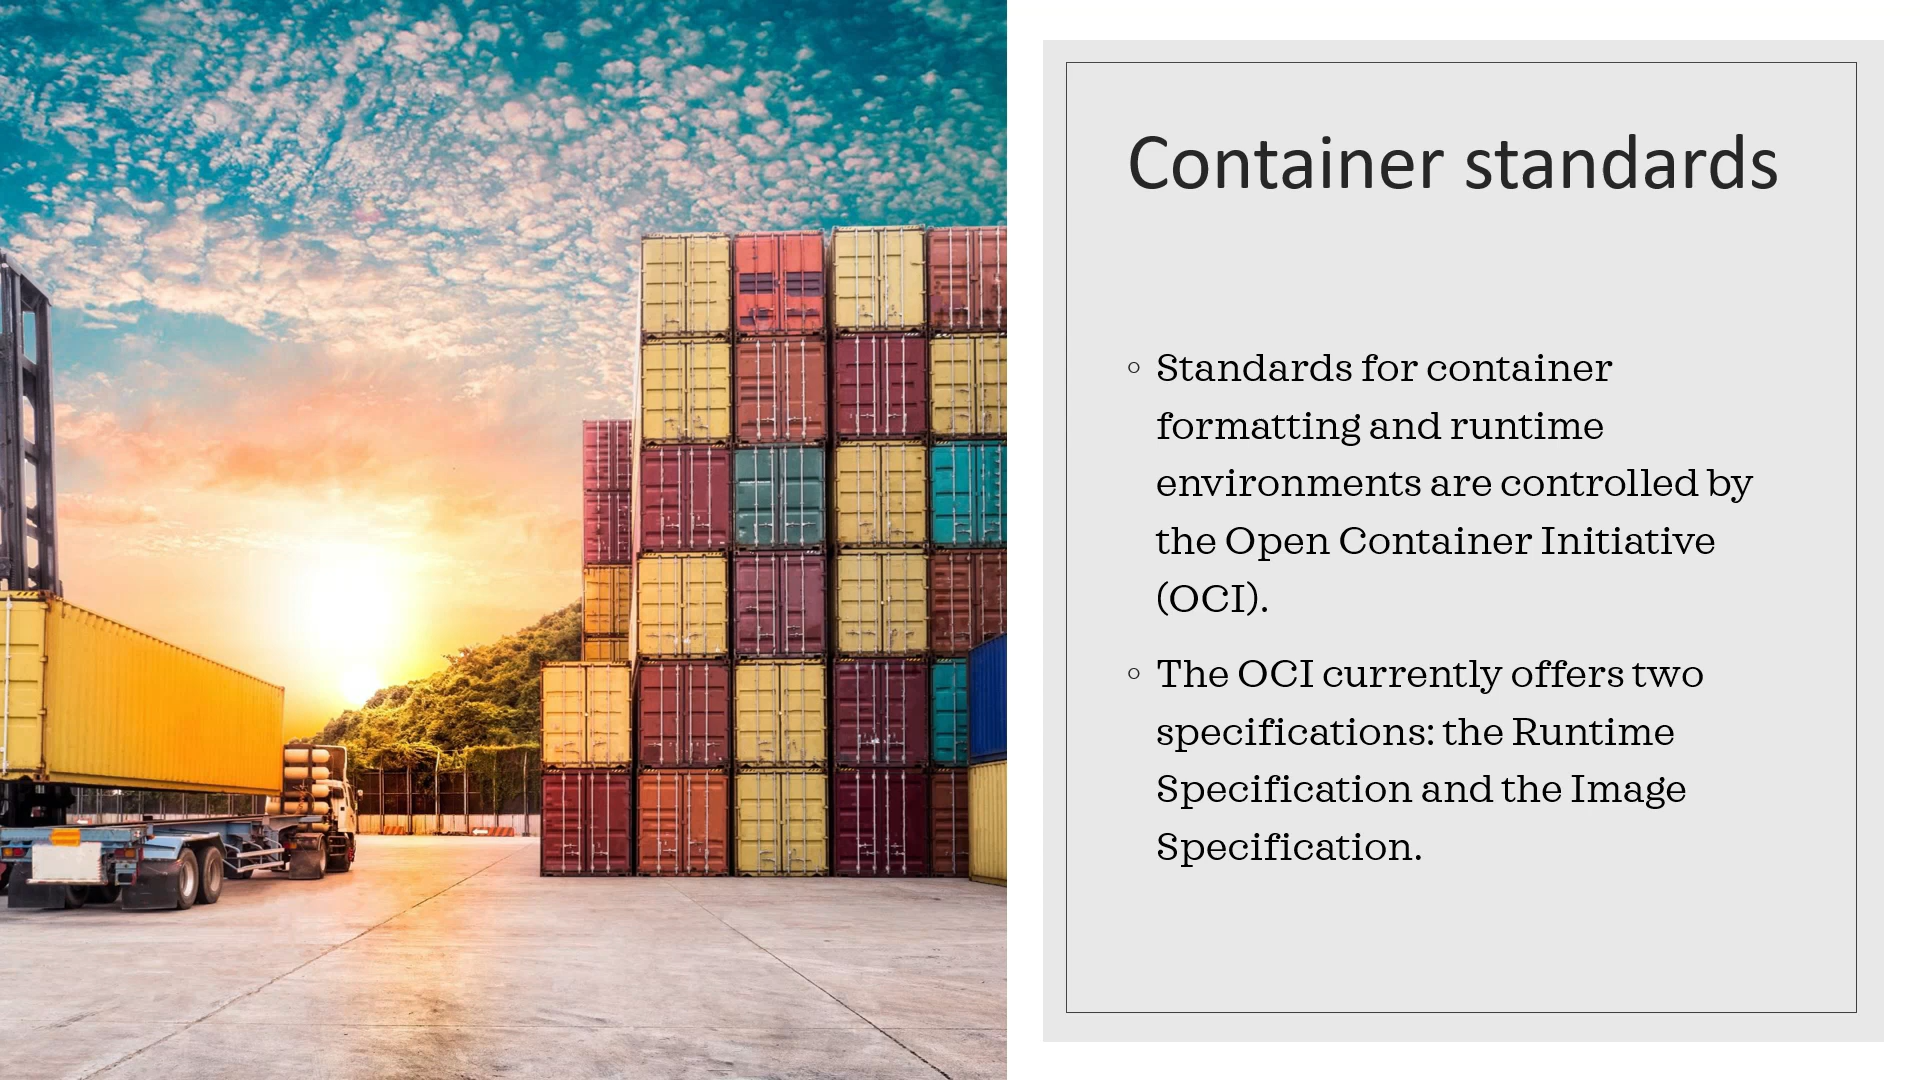 Container standards
◦ Standards for container
formatting and runtime
environments are controlled by
the Open Container Initiative
(OCI).
◦ The OCI currently offers two
specifications: the Runtime
Specification and the Image
Specification.